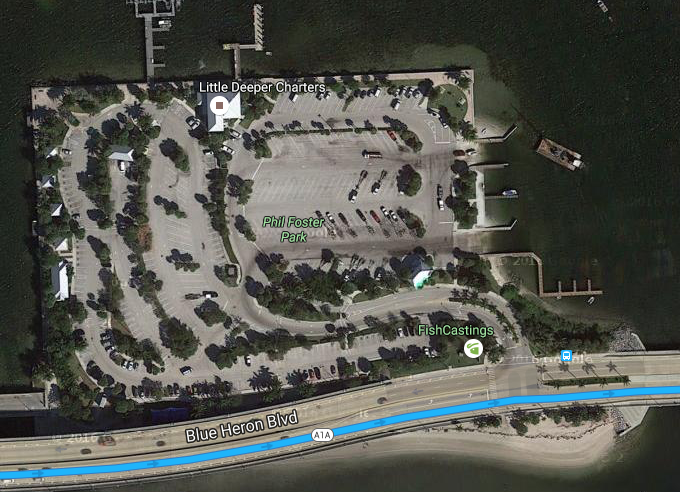 Little Deeper Charters
Phil Foster
Park
FishCastings
Blue Heron Blvd
A1A